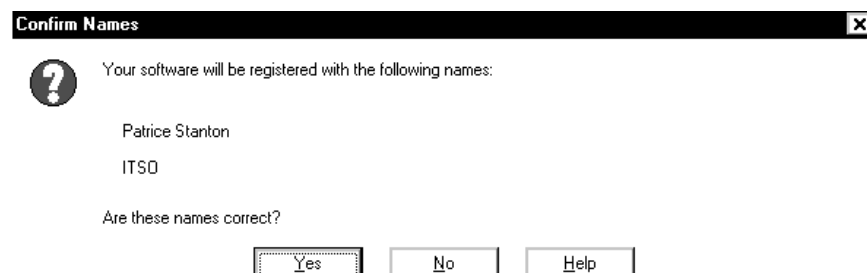 Confirm Names
Your software will be registered with the following names:
Patrice Stanton
ITSO
Are these names correct?
Yes No Help